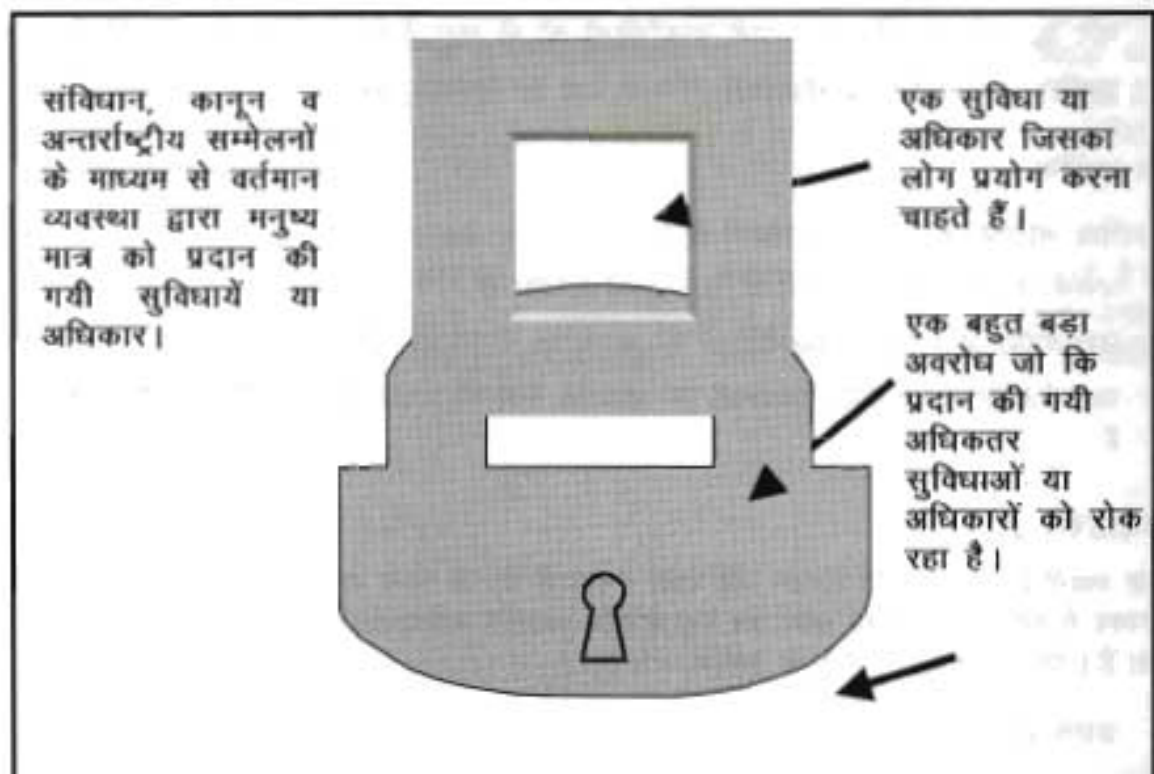 संविधान, कानून व
अन्तर्राष्ट्रीय सम्मेलनों
के माध्यम से वर्तमान
व्यवस्था द्वारा मनुष्य
मात्र को प्रदान की
गयी सुविधायें या
अधिकार।
एक सुविधा या
अधिकार जिसका
लोग प्रयोग करना
चाहते हैं।
एक बहुत बड़ा
अवरोध जो कि
प्रदान की गयी
अधिकतर
सुविधाओं या
अधिकारों को रोक
रहा है।